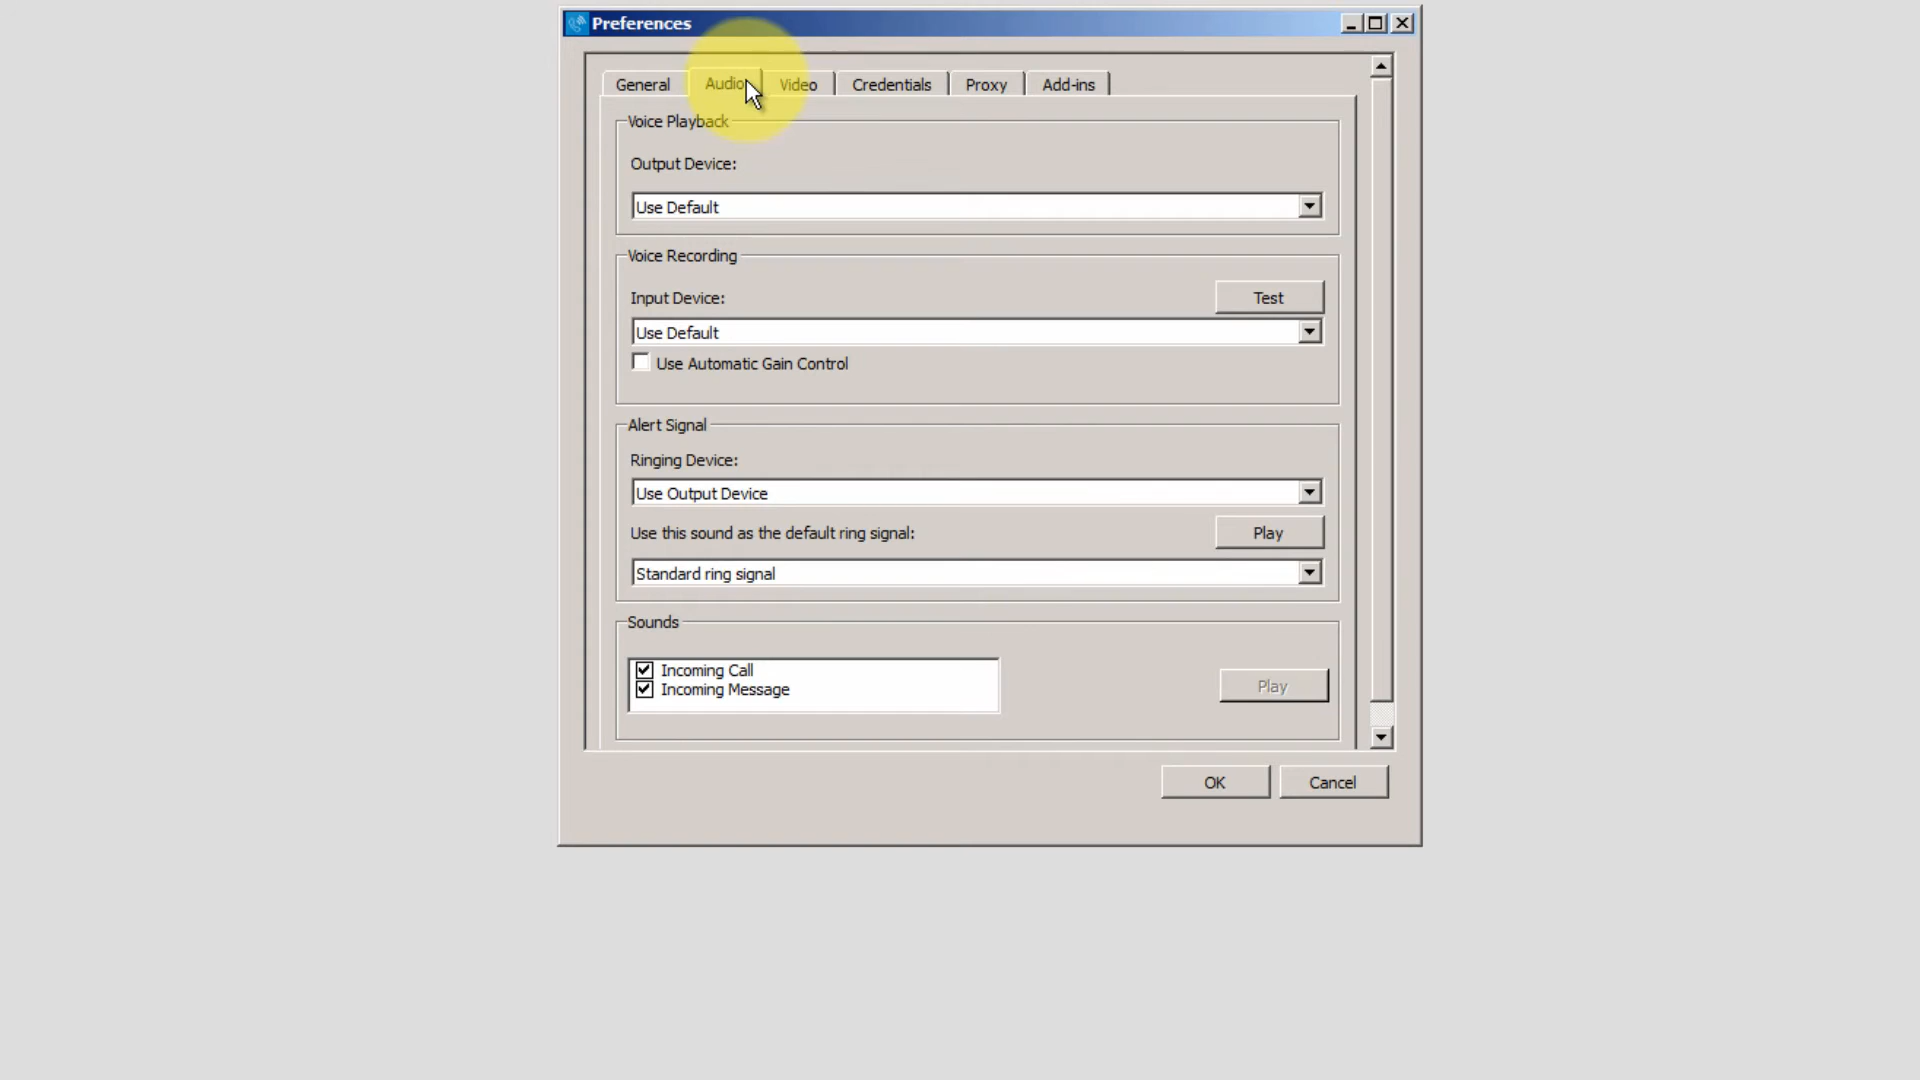 Preferences
General Audio Video Credentials Proxy Add-ins
Voice Playback
Output Device:
Use Default
Voice Recording
Input Device:
Test
Use Default
Use Automatic Gain Control
Alert Signal
Ringing Device:
Use Output Device
Use this sound as the default ring signal:
Play
Standard ring signal
Sounds
Incoming Call
Incoming Message
Play
OK
Cancel